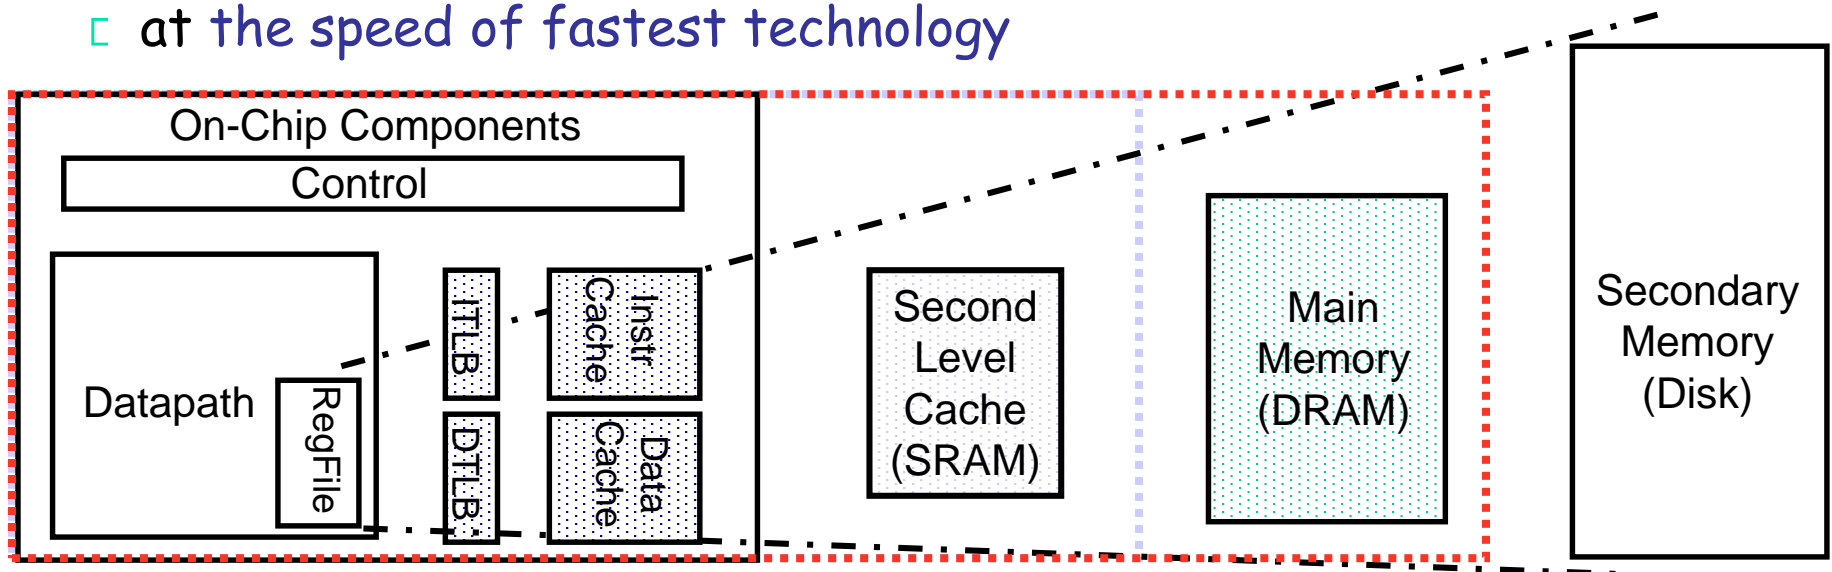 at the speed of fastest technology
On-Chip Components
Control
Datapath
RegFile
ITLB
DTLB
Instr
Cache
Data
Cache
Second
Level
Cache
(SRAM)
Main
Memory
(DRAM)
Secondary
Memory
(Disk)